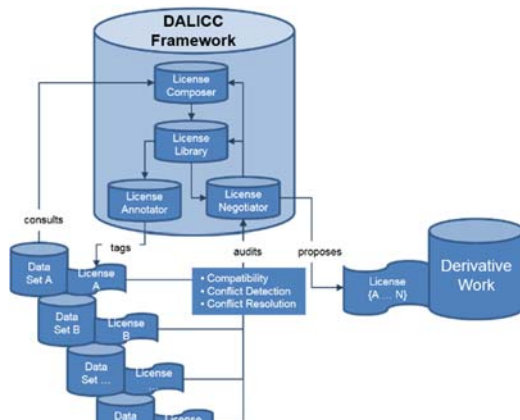 DALICC
Framework
License
Composer
License
Library
License
Annotator
License
Negotiator
consults
tags
audits
proposes
Data
Set A
License
A
• Compatibility
• Conflict Detection
• Conflict Resolution
License
{A ... N}
Derivative
Work
Data
Set B
License
B
Data
Set ...
License
...
Data
License